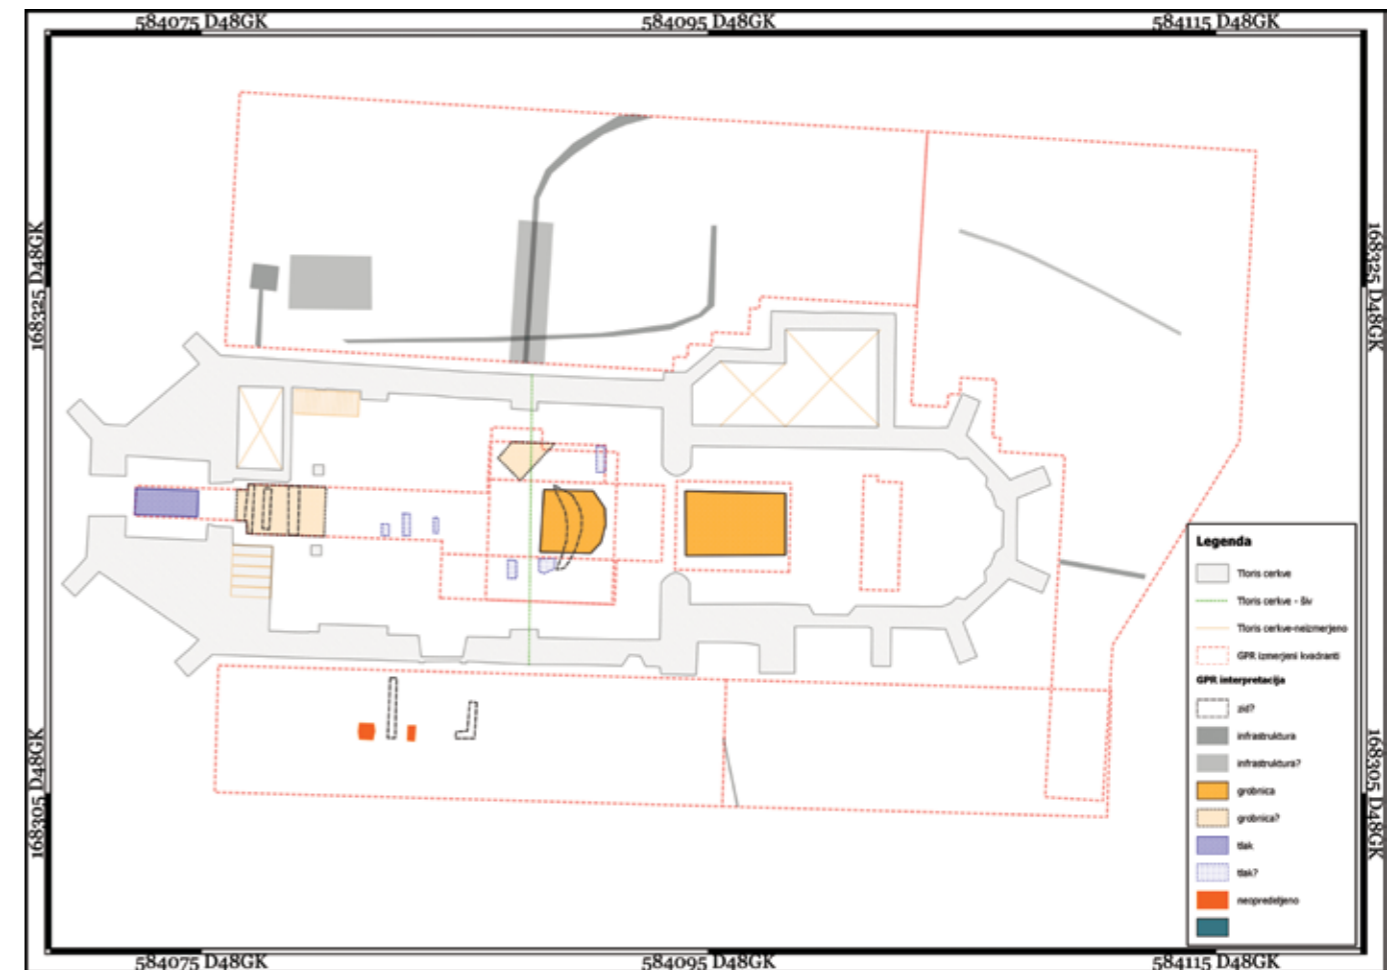 584075 D48GK
584095 D48GK
584115 D48GK
168325 D48GK
168325 D48GK
168305 D48GK
168305 D48GK
Legenda
Tloris cerkve
Tloris cerkve - šiv
Tloris cerkve-neizmerjeno
GPR izmerjeni kvadranti
GPR interpretacija
zid?
infrastruktura
infrastruktura?
grobnica
grobnica?
tlak
tlak?
neopredeljeno
584075 D48GK
584095 D48GK
584115 D48GK